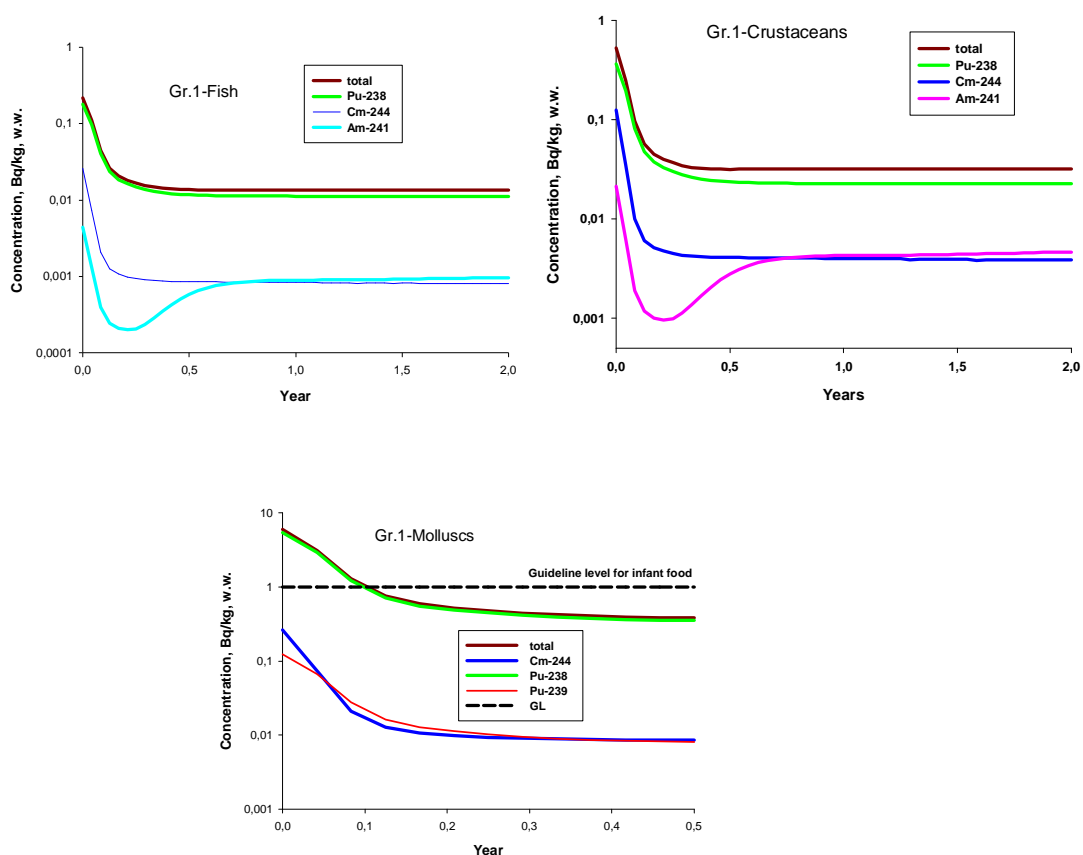 Gr.1-Fish
Concentration, Bq/kg, w.w.
1
0,1
0,01
0,001
0,0001
total
Pu-238
Cm-244
Am-241
0,0
0,5
1,0
1,5
2,0
Year
Gr.1-Crustaceans
Concentration, Bq/kg, w.w.
1
0,1
0,01
0,001
total
Pu-238
Cm-244
Am-241
0,0
0,5
1,0
1,5
2,0
Years
Gr.1-Molluscs
Concentration, Bq/kg, w.w.
10
1
0,1
0,01
0,001
Guideline level for infant food
total
Cm-244
Pu-238
Pu-239
GL
0,0
0,1
0,2
0,3
0,4
0,5
Year